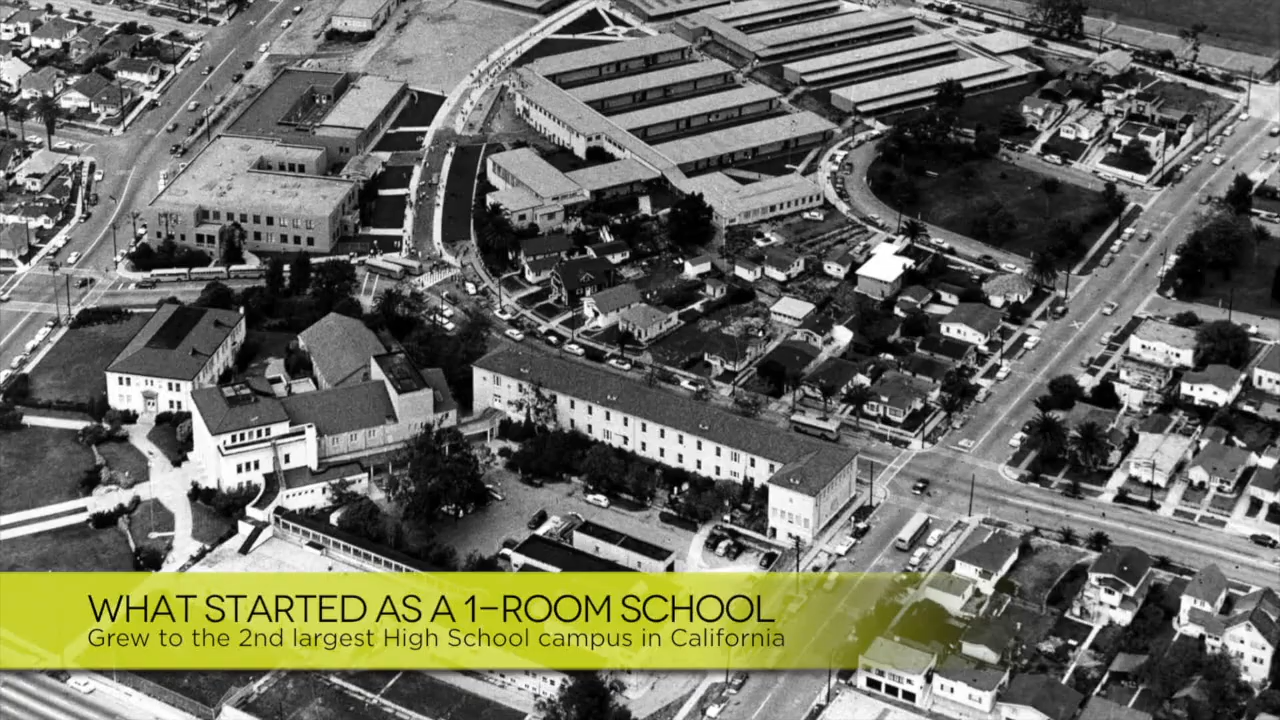 WHAT STARTED AS A 1-ROOM SCHOOL
Grew to the 2nd largest High School campus in California